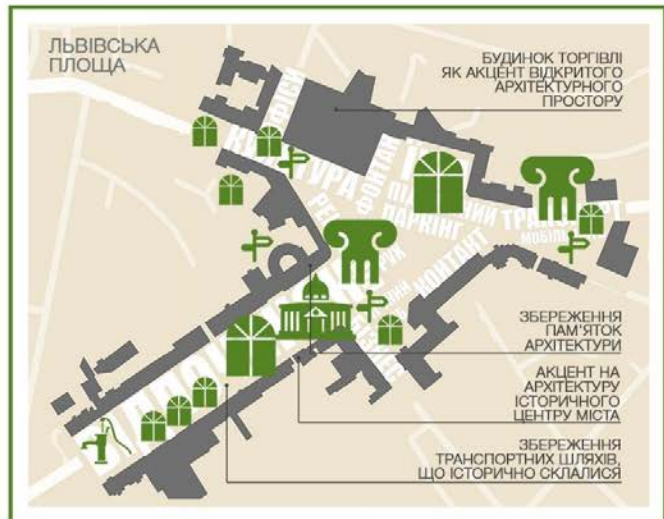 ЛЬВІВСЬКА
ПЛОЩА
БУДИНОК ТОРГІВЛІ
ЯК АКЦЕНТ ВІДКРИТОГО
АРХІТЕКТУРНОГО
ПРОСТОРУ
ФОНТАН
ПАРКІНГ
ЗБЕРЕЖЕННЯ
ПАМ'ЯТОК
АРХІТЕКТУРИ
АКЦЕНТ НА
АРХІТЕКТУРУ
ІСТОРИЧНОГО
ЦЕНТРУ МІСТА
ЗБЕРЕЖЕННЯ
ТРАНСПОРТНИХ ШЛЯХІВ,
ЩО ІСТОРИЧНО СКЛАЛИСЯ